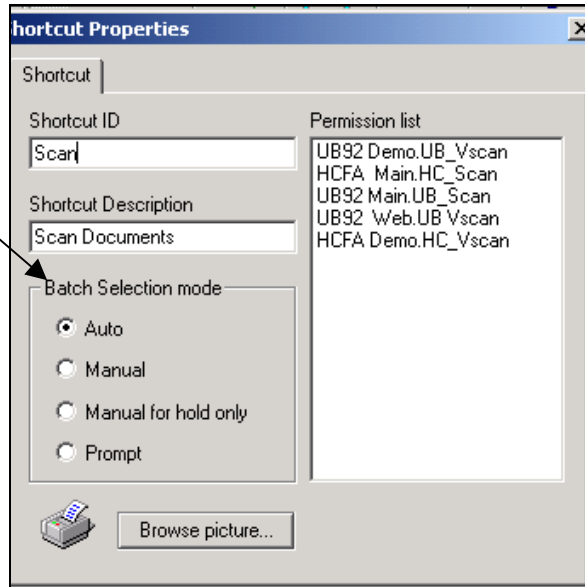 hortcut Properties
Shortcut
Shortcut ID
Scan
Shortcut Description
Scan Documents
Batch Selection mode
Auto
Manual
Manual for hold only
Prompt
Browse picture...
Permission list
UB92 Demo.UB_Vscan
HCFA  Main.HC_Scan
UB92 Main.UB_Scan
UB92  Web.UB Vscan
HCFA Demo.HC_Vscan